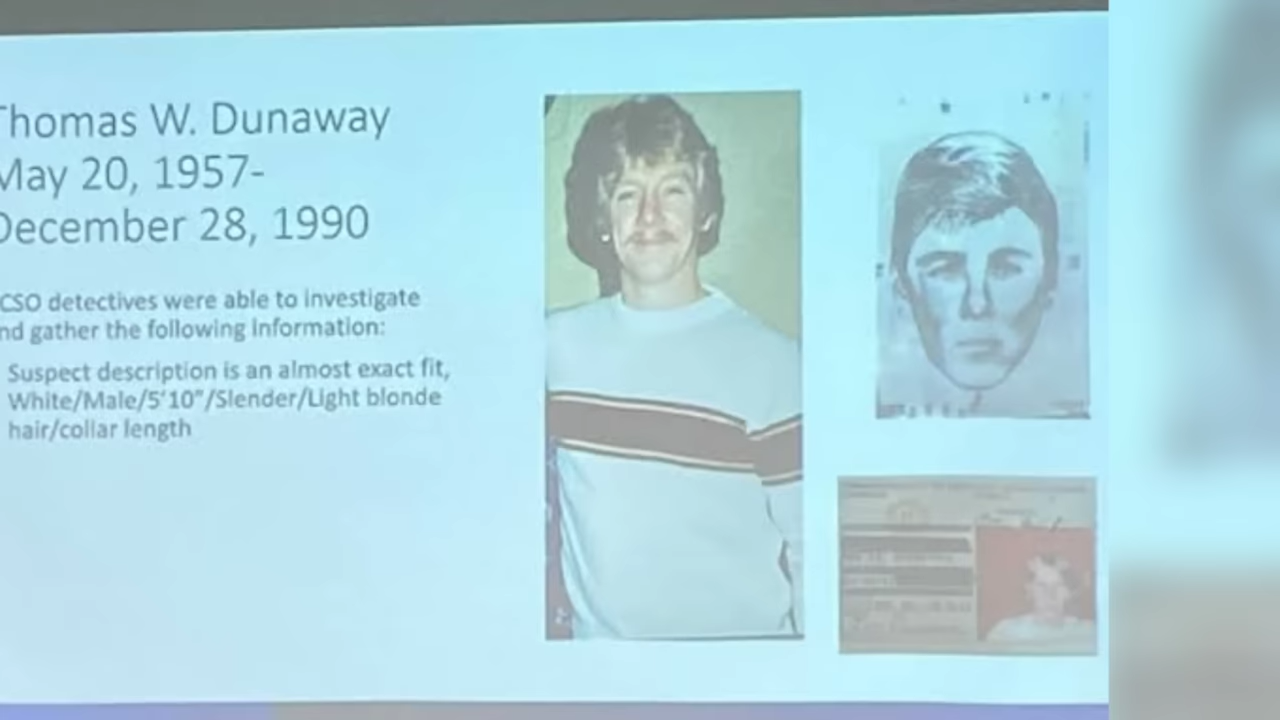 homas W. Dunaway
May 20, 1957-
December 28, 1990
CSO detectives were able to investigate
nd gather the following information:
Suspect description is an almost exact fit,
White/Male/5'10"/Slender/Light blonde
hair/collar length